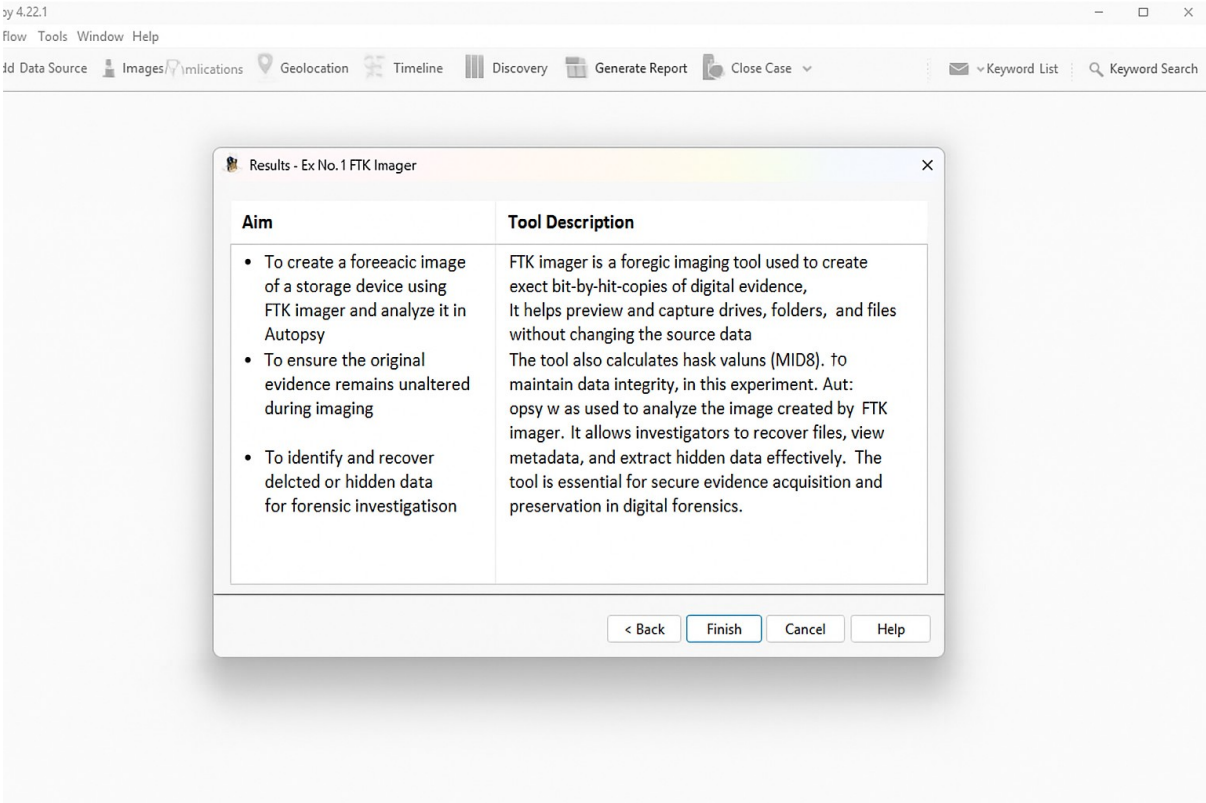 by 4.22.1
flow Tools Window Help
dd Data Source Images/ mlications Geolocation Timeline Discovery Generate Report Close Case Keyword List Keyword Search
Results - Ex No. 1 FTK Imager
Aim
• To create a foreeacic image
of a storage device using
FTK imager and analyze it in
Autopsy
• To ensure the original
evidence remains unaltered
during imaging
• To identify and recover
delcted or hidden data
for forensic investigatison
Tool Description
FTK imager is a foregic imaging tool used to create
exect bit-by-hit-copies of digital evidence,
It helps preview and capture drives, folders, and files
without changing the source data
The tool also calculates hask valuns (MID8). to
maintain data integrity, in this experiment. Aut:
opsy w as used to analyze the image created by FTK
imager. It allows investigators to recover files, view
metadata, and extract hidden data effectively. The
tool is essential for secure evidence acquisition and
preservation in digital forensics.
< Back Finish Cancel Help